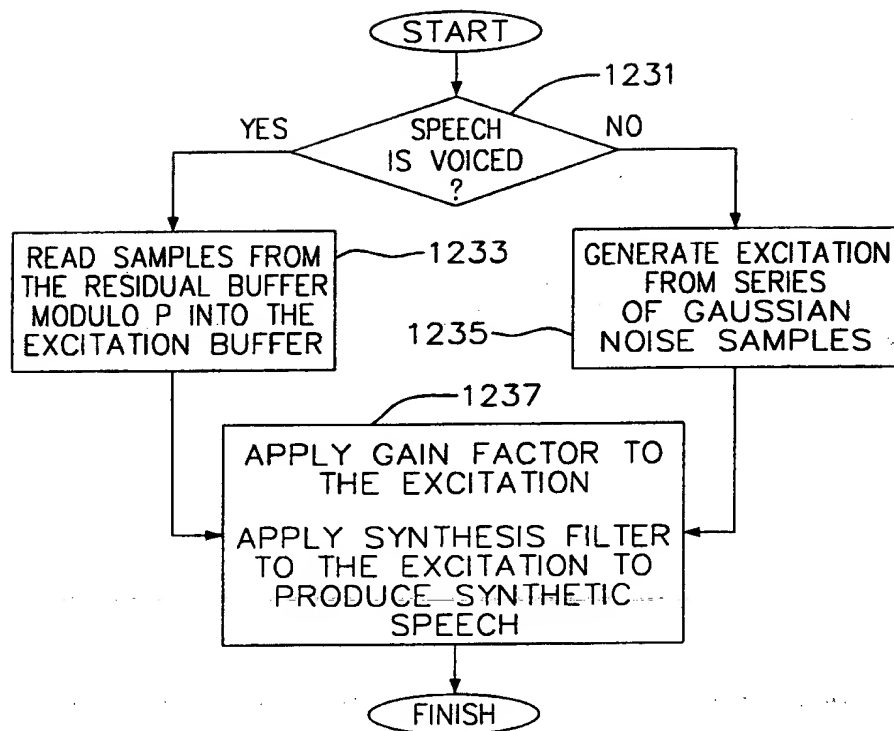 START
1231
YES
SPEECH
NO
IS VOICED
?
READ SAMPLES FROM
THE RESIDUAL BUFFER
MODULO P INTO THE
EXCITATION BUFFER
1233
GENERATE EXCITATION
FROM SERIES
OF GAUSSIAN
NOISE SAMPLES
1235
1237
APPLY GAIN FACTOR TO
THE EXCITATION
APPLY SYNTHESIS FILTER
TO THE EXCITATION TO
PRODUCE SYNTHETIC
SPEECH
FINISH